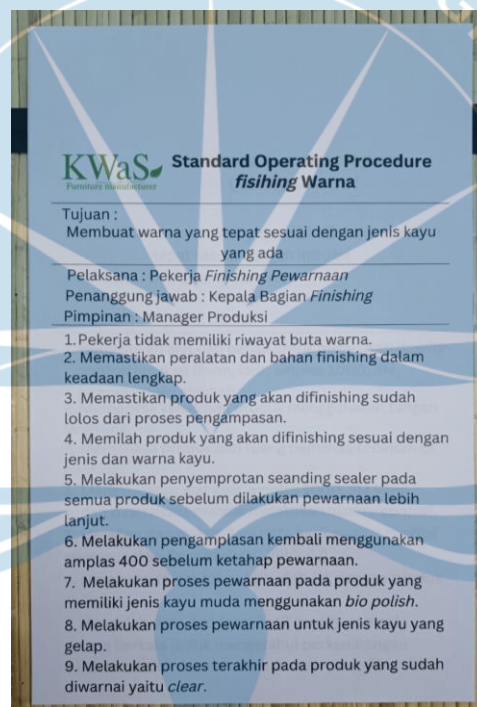 KWaS
Furniture manufacturer
Standard Operating Procedure
fisihing Warna
Tujuan :
Membuat warna yang tepat sesuai dengan jenis kayu
yang ada
Pelaksana : Pekerja Finishing Pewarnaan
Penanggung jawab : Kepala Bagian Finishing
Pimpinan : Manager Produksi
1. Pekerja tidak memiliki riwayat buta warna.
2. Memastikan peralatan dan bahan finishing dalam
keadaan lengkap.
3. Memastikan produk yang akan difinishing sudah
lolos dari proses pengampasan.
4. Memilah produk yang akan difinishing sesuai dengan
jenis dan warna kayu.
5. Melakukan penyemprotan seanding sealer pada
semua produk sebelum dilakukan pewarnaan lebih
lanjut.
6. Melakukan pengamplasan kembali menggunakan
amplas 400 sebelum ketahap pewarnaan.
7. Melakukan proses pewarnaan pada produk yang
memiliki jenis kayu muda menggunakan bio polish.
8. Melakukan proses pewarnaan untuk jenis kayu yang
gelap.
9. Melakukan proses terakhir pada produk yang sudah
diwarnai yaitu clear.